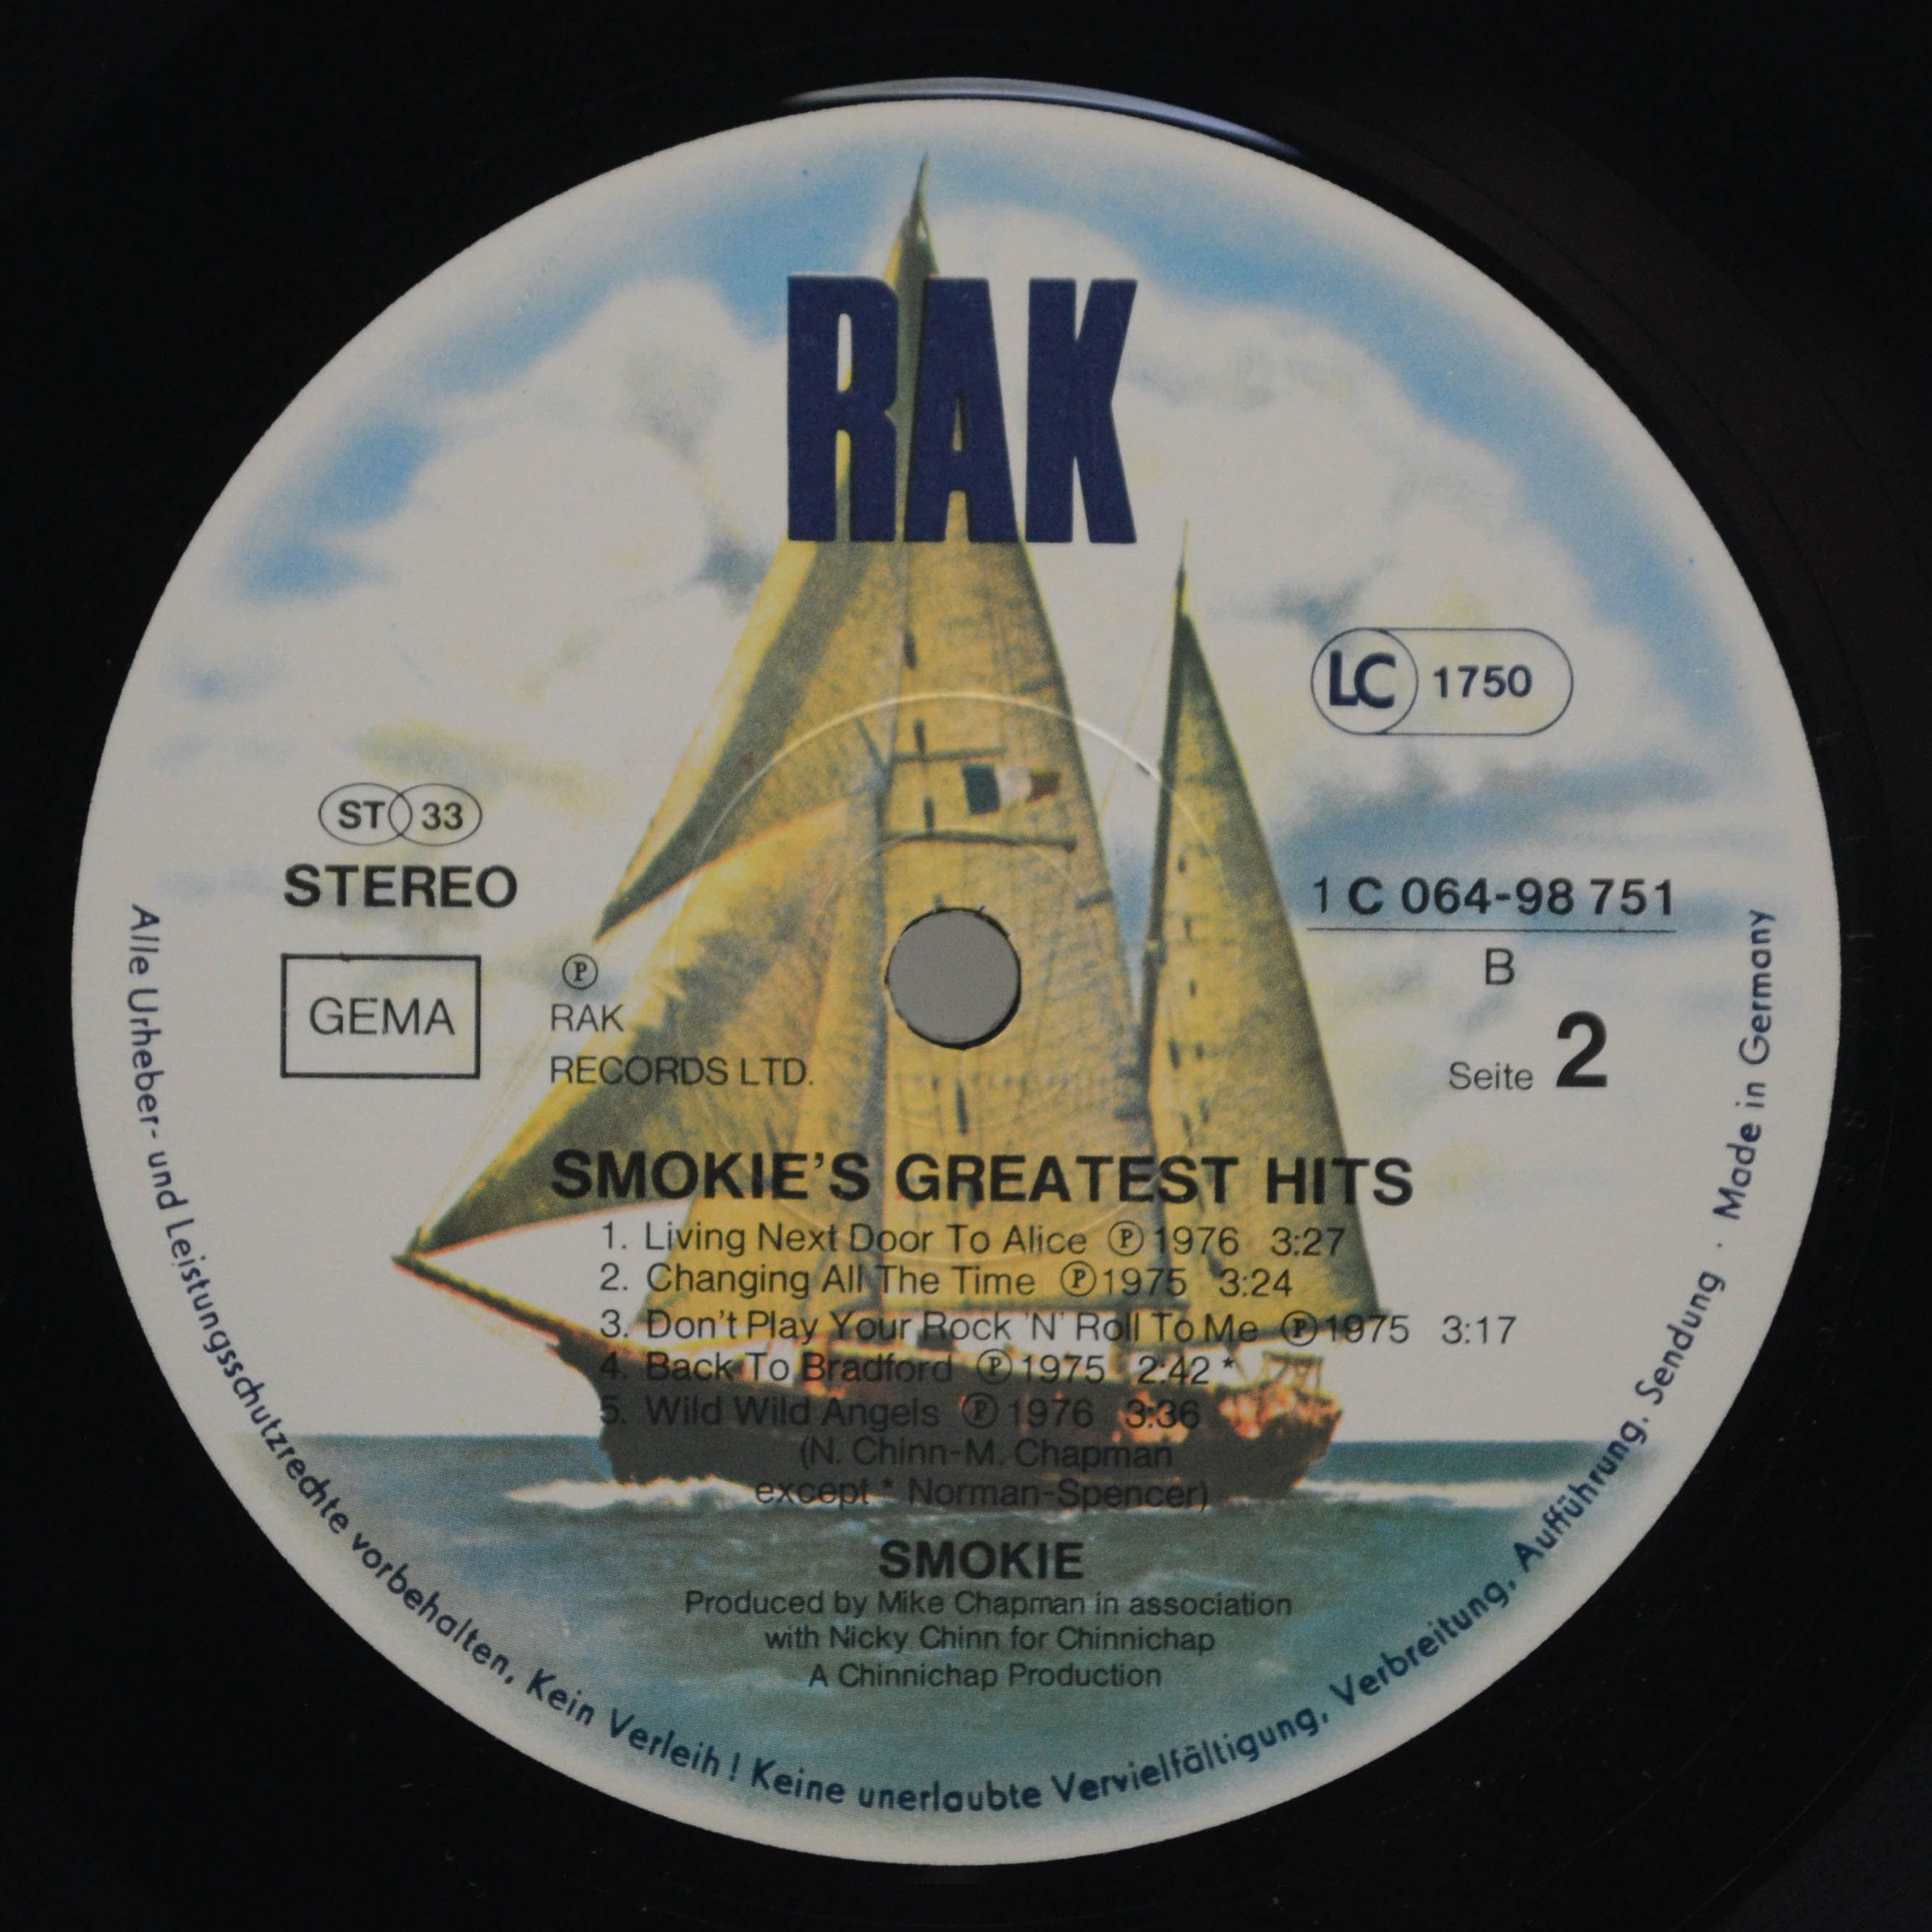 RAK
LC 1750
ST 33
STEREO
GEMA
Ⓟ
RAK
RECORDS LTD.
1 C 064-98 751
B
Seite 2
SMOKIE'S GREATEST HITS
1. Living Next Door To Alice Ⓟ 1976 3:27
2. Changing All The Time Ⓟ 1975 3:24
3. Don't Play Your Rock 'N' Roll To Me Ⓟ 1975 3:17
4. Back To Bradford Ⓟ 1975 2:42 *
5. Wild Wild Angels Ⓟ 1976 3:36
(N. Chinn-M. Chapman
except * Norman-Spencer)
SMOKIE
Produced by Mike Chapman in association
with Nicky Chinn for Chinnichap
A Chinnichap Production
Alle Urheber- und Leistungsschutzrechte vorbehalten. Kein Verleih ! Keine unerlaubte Vervielfältigung, Verbreitung, Aufführung, Sendung · Made in Germany